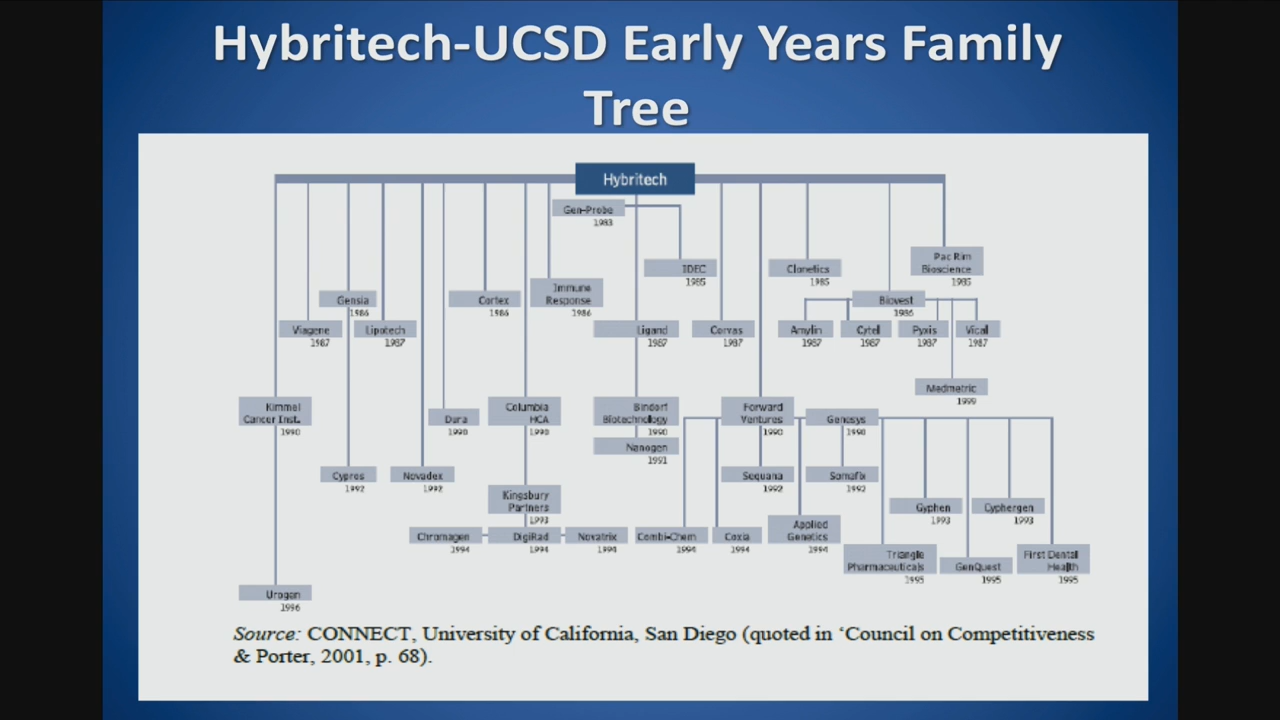 Hybritech-UCSD Early Years Family
Tree
Hybritech
Gen-Probe
1983
IDEC
1985
Clonetics
1985
Pac Rim
Bioscience
1985
Gensia
1986
Cortex
1986
Immune
Response
1986
Biovest
1986
Viagene
1987
Lipotech
1987
Ligand
1987
Corvas
1987
Amylin
1987
Cytel
1987
Pyxis
1987
Vical
1987
Medmetric
1999
Kimmel
Cancer Inst.
1990
Dura
1990
Columbia
HCA
1990
Bindorf
Biotechnology
1990
Forward
Ventures
1990
Genesys
1990
Nanogen
1991
Cypros
1992
Novadex
1992
Sequana
1992
Somafix
1992
Kingsbury
Partners
1993
Gyphen
1993
Cyphergen
1993
Chromagen
1994
DigiRad
1994
Novatrix
1994
Combi-Chem
1994
Coxia
1994
Applied
Genetics
1994
Triangle
Pharmaceuticals
1995
GenQuest
1995
First Dental
Health
1995
Urogen
1996
Source: CONNECT, University of California, San Diego (quoted in ‘Council on Competitiveness
& Porter, 2001, p. 68).